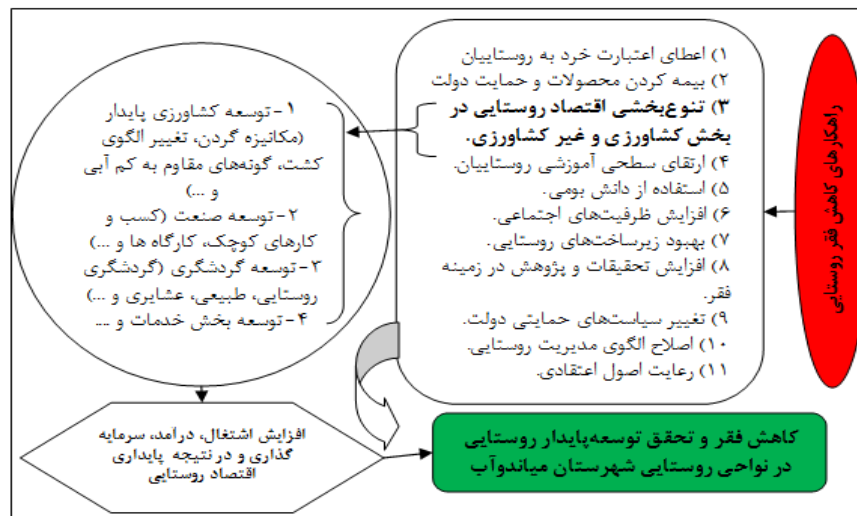 راهکارهای کاهش فقر روستایی
۱) اعطای اعتبارت خرد به روستاییان
۲) بیمه کردن محصولات و حمایت دولت
۳) تنوع‌بخشی اقتصاد روستایی در
بخش کشاورزی و غیر کشاورزی.
۴) ارتقای سطحی آموزشی روستاییان.
۵) استفاده از دانش بومی.
۶) افزایش ظرفیت‌های اجتماعی.
۷) بهبود زیرساخت‌های روستایی.
۸) افزایش تحقیقات و پژوهش در زمینه
فقر.
۹) تغییر سیاست‌های حمایتی دولت.
۱۰) اصلاح الگوی مدیریت روستایی.
۱۱) رعایت اصول اعتقادی.
۱- توسعه کشاورزی پایدار
(مکانیزه گردن، تغییر الگوی
کشت، گونه‌های مقاوم به کم آبی
و ...)
۲- توسعه صنعت (کسب و
کارهای کوچک، کارگاه ها و ...)
۳- توسعه گردشگری (گردشگری
روستایی، طبیعی، عشایری و ...)
۴- توسعه بخش خدمات و ...
افزایش اشتغال، درآمد، سرمایه
گذاری و در نتیجه پایداری
اقتصاد روستایی
کاهش فقر و تحقق توسعه‌پایدار روستایی
در نواحی روستایی شهرستان میاندوآب